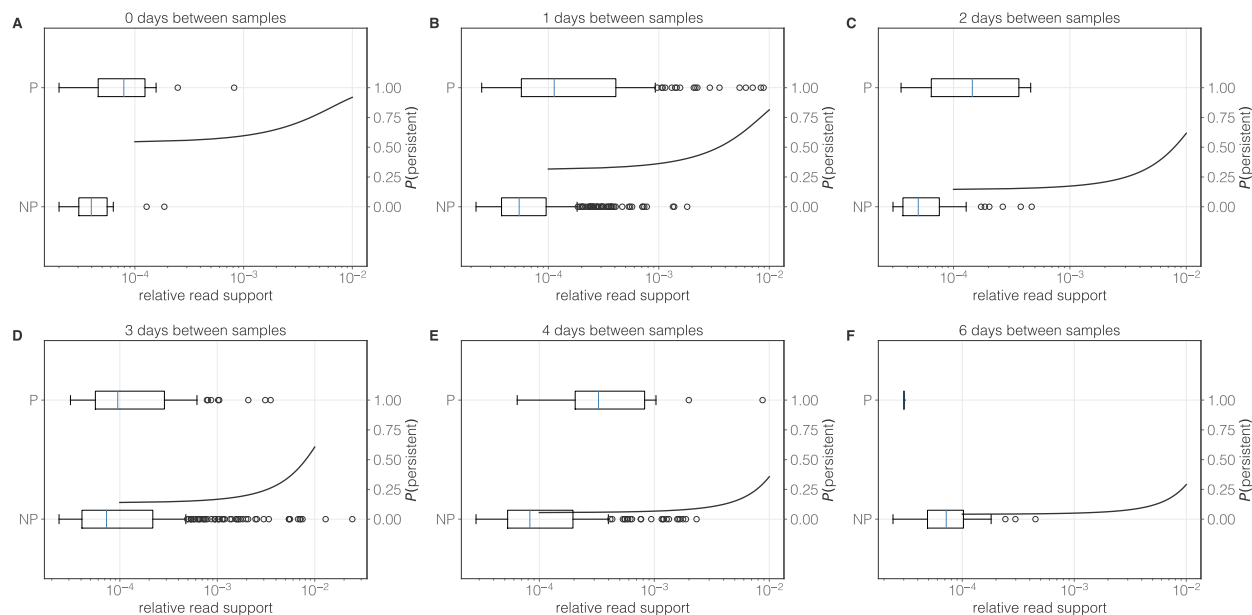 A
0 days between samples
P
NP
1.00
0.75
0.50
0.25
0.00
P(persistent)
10−4
10−3
10−2
relative read support
B
1 days between samples
P
NP
1.00
0.75
0.50
0.25
0.00
P(persistent)
10−4
10−3
10−2
relative read support
C
2 days between samples
P
NP
1.00
0.75
0.50
0.25
0.00
P(persistent)
10−4
10−3
10−2
relative read support
D
3 days between samples
P
NP
1.00
0.75
0.50
0.25
0.00
P(persistent)
10−4
10−3
10−2
relative read support
E
4 days between samples
P
NP
1.00
0.75
0.50
0.25
0.00
P(persistent)
10−4
10−3
10−2
relative read support
F
6 days between samples
P
NP
1.00
0.75
0.50
0.25
0.00
P(persistent)
10−4
10−3
10−2
relative read support